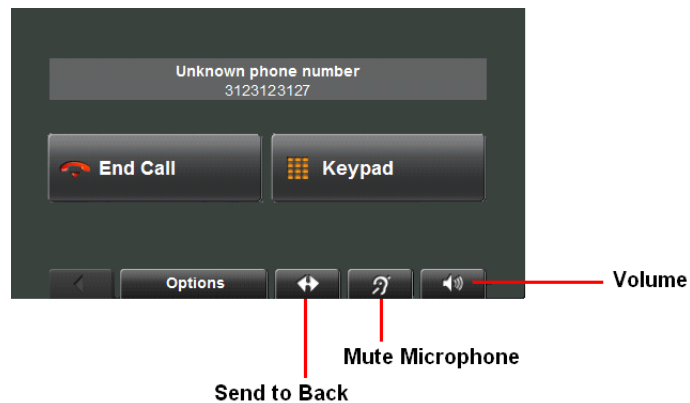 Unknown phone number
3123123127
End Call
Keypad
Options
Volume
Mute Microphone
Send to Back